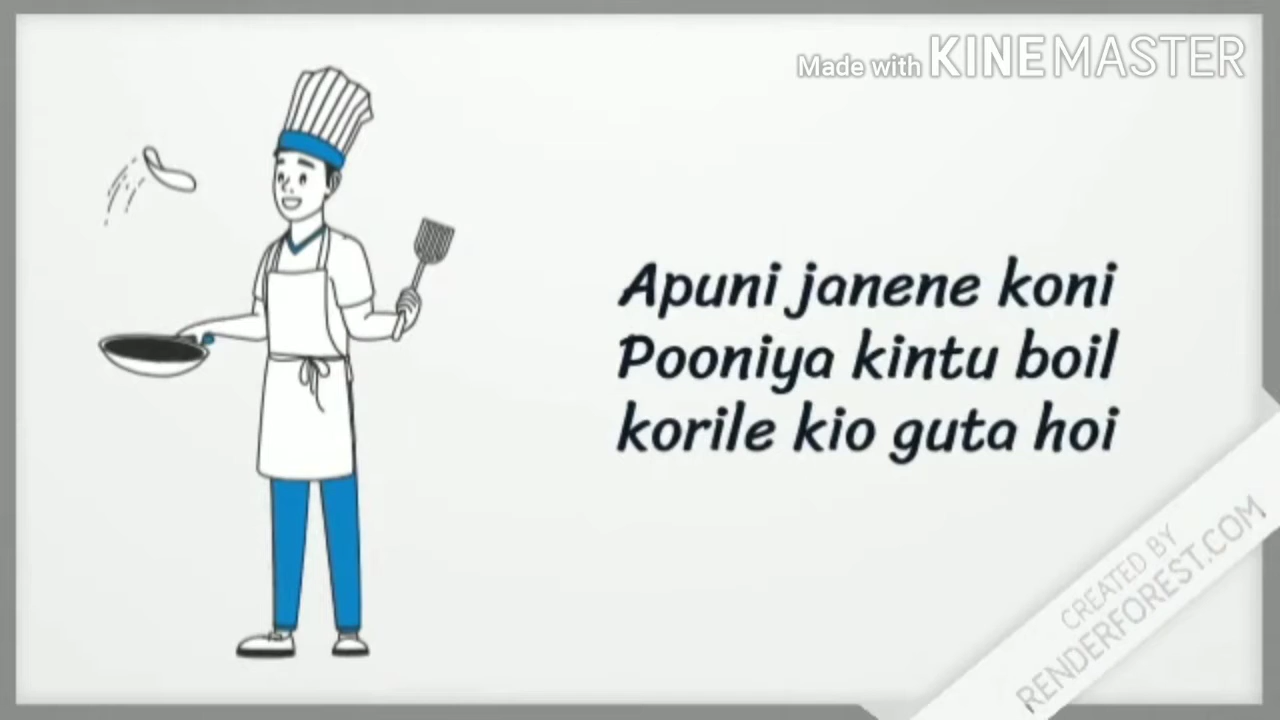 Made with KINEMASTER
Apuni janene koni
Pooniya kintu boil
korile kio guta hoi
CREATED BY
RENDERFOREST.COM